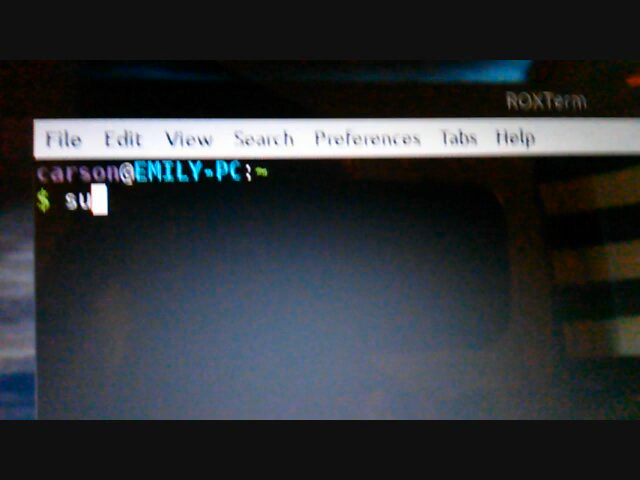 ROXTerm
File Edit View Search Preferences Tabs Help
carson@EMILY-PC:~
$ su